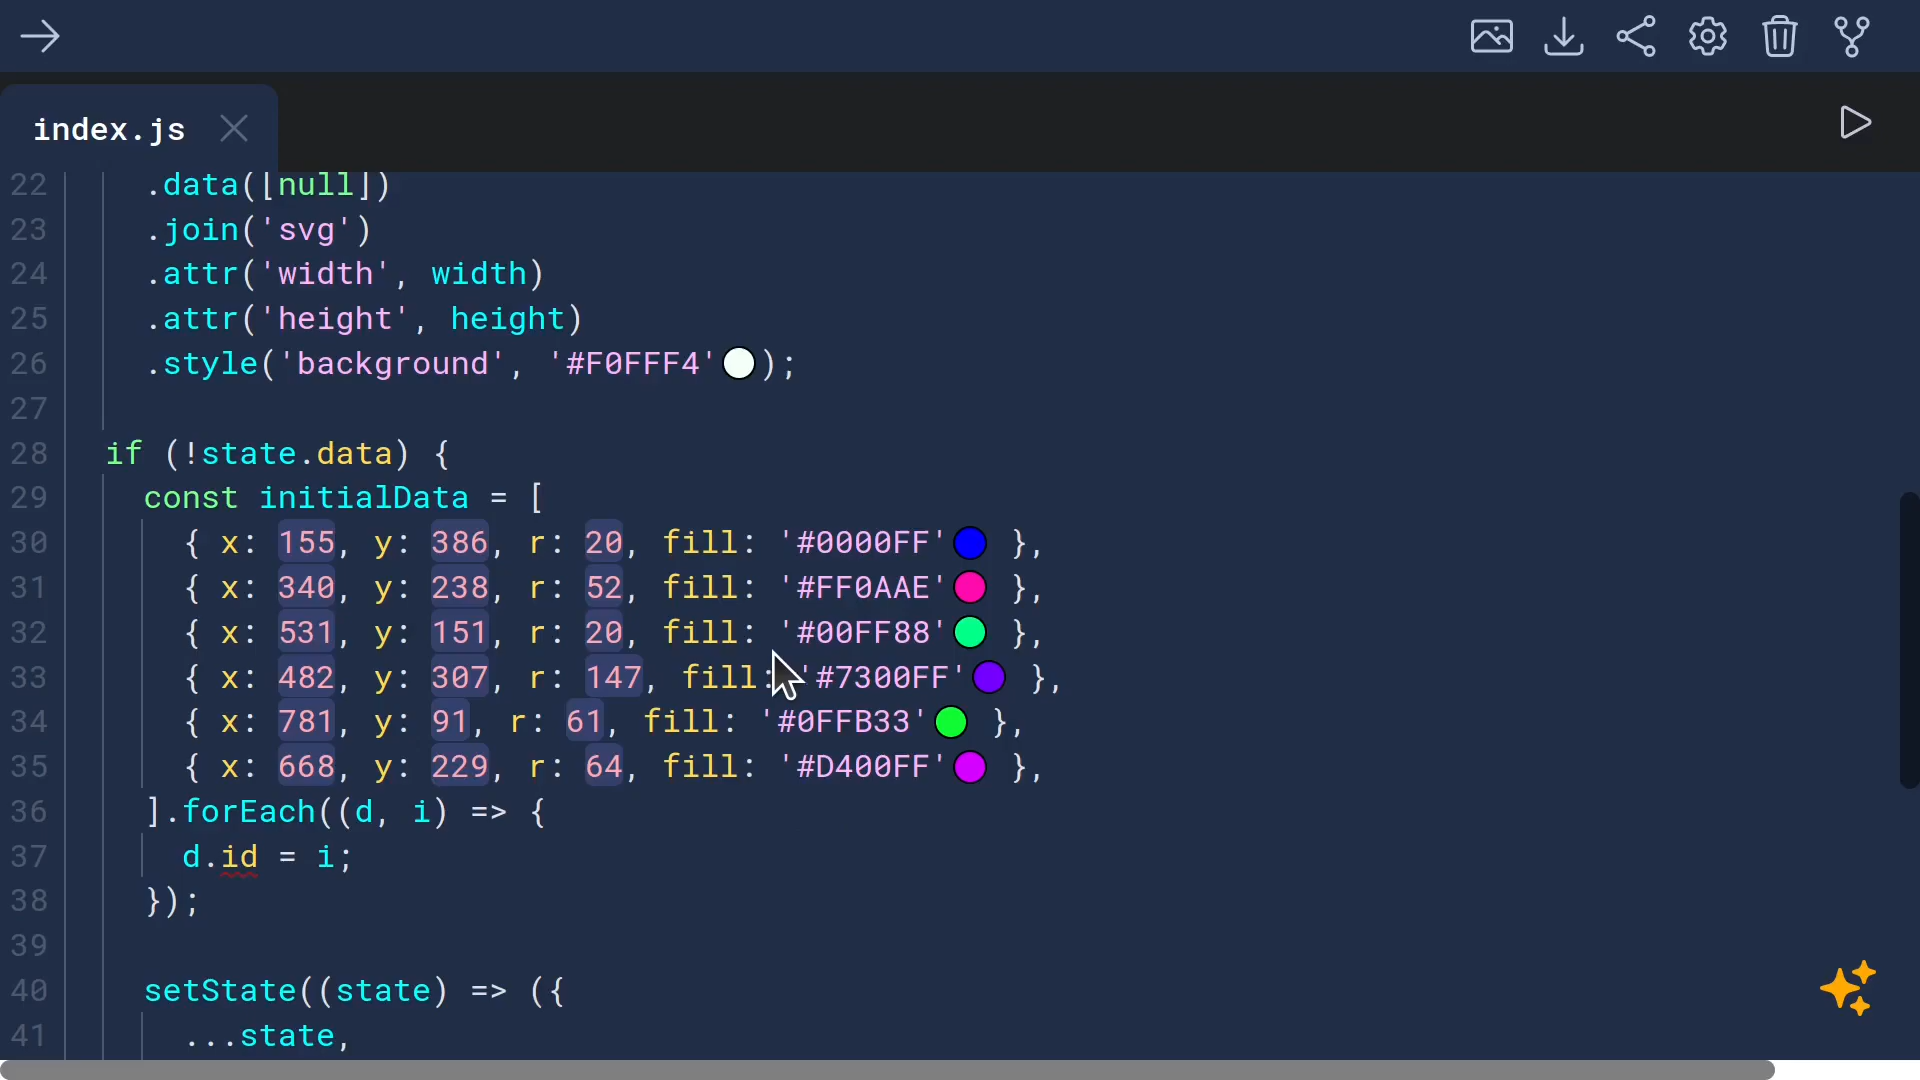 index.js
22 .data([null])
23 .join('svg')
24 .attr('width', width)
25 .attr('height', height)
26 .style('background', '#F0FFF4');
27
28 if (!state.data) {
29 const initialData = [
30 { x: 155, y: 386, r: 20, fill: '#0000FF' },
31 { x: 340, y: 238, r: 52, fill: '#FF0AAE' },
32 { x: 531, y: 151, r: 20, fill: '#00FF88' },
33 { x: 482, y: 307, r: 147, fill: '#7300FF' },
34 { x: 781, y: 91, r: 61, fill: '#0FFB33' },
35 { x: 668, y: 229, r: 64, fill: '#D400FF' },
36 ].forEach((d, i) => {
37 d.id = i;
38 });
39
40 setState((state) => ({
41 ...state,